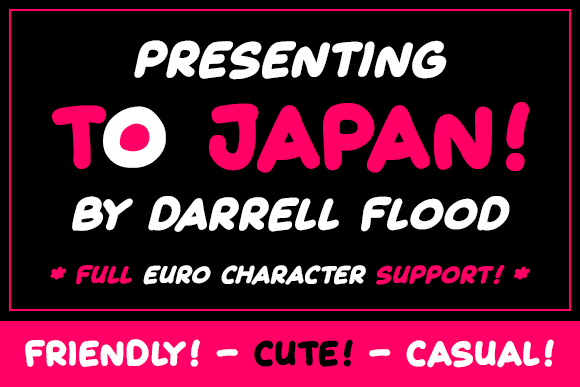 PRESENTING
TO JAPAN!
BY DARRELL FLOOD
* FULL EURO CHARACTER SUPPORT! *
FRIENDLY! - CUTE! - CASUAL!